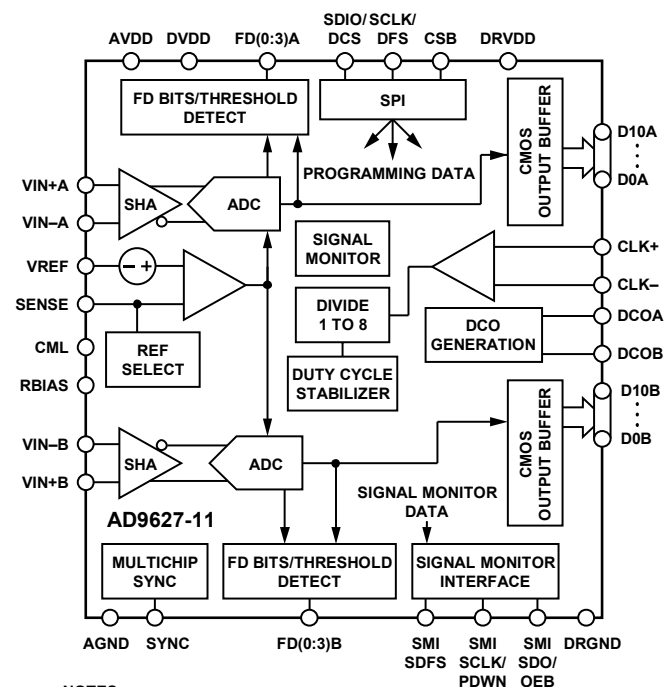 SDIO/ SCLK/
AVDD DVDD FD(0:3)A DCS DFS CSB DRVDD
FD BITS/THRESHOLD
DETECT
SPI
PROGRAMMING DATA
CMOS
OUTPUT BUFFER
D10A
D0A
VIN+A
VIN–A
SHA
ADC
VREF
– +
SENSE
REF
SELECT
CML
RBIAS
SIGNAL
MONITOR
DIVIDE
1 TO 8
DUTY CYCLE
STABILIZER
CLK+
CLK–
DCOA
DCO
GENERATION
DCOB
CMOS
OUTPUT BUFFER
D10B
D0B
VIN–B
VIN+B
SHA
ADC
SIGNAL MONITOR
DATA
AD9627-11
MULTICHIP
SYNC
FD BITS/THRESHOLD
DETECT
SIGNAL MONITOR
INTERFACE
AGND SYNC FD(0:3)B SMI SMI SMI DRGND
SDFS SCLK/ SDO/
PDWN OEB